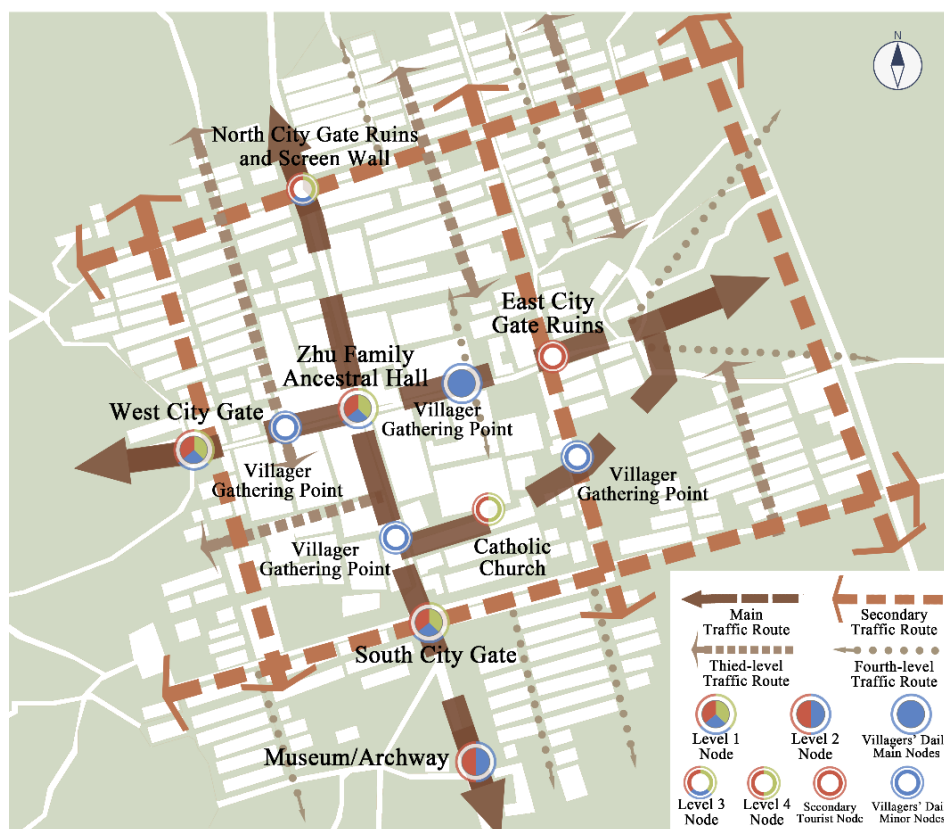 N
North City Gate Ruins
and Screen Wall
East City
Gate Ruins
Zhu Family
Ancestral Hall
West City Gate
Villager
Gathering Point
Villager
Gathering Point
Villager
Gathering Point
Villager
Gathering Point
Catholic
Church
South City Gate
Museum/Archway
Main
Traffic Route
Secondary
Traffic Route
Thied-level
Traffic Route
Fourth-level
Traffic Route
Level 1
Node
Level 2
Node
Villagers' Dail
Main Nodes
Level 3
Node
Level 4
Node
Secondary
Tourist Node
Villagers' Dail
Minor Nodes